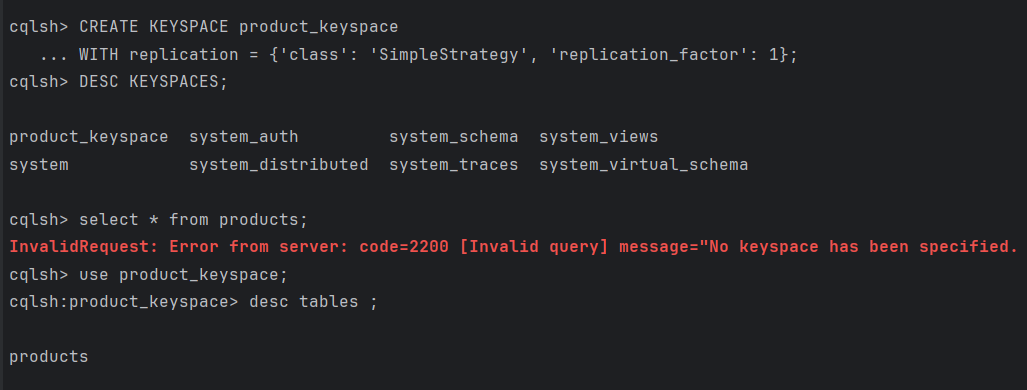 cqlsh> CREATE KEYSPACE product_keyspace
   ... WITH replication = {'class': 'SimpleStrategy', 'replication_factor': 1};
cqlsh> DESC KEYSPACES;
product_keyspace  system_auth         system_schema  system_views
system            system_distributed  system_traces  system_virtual_schema
cqlsh> select * from products;
InvalidRequest: Error from server: code=2200 [Invalid query] message="No keyspace has been specified.
cqlsh> use product_keyspace;
cqlsh:product_keyspace> desc tables ;
products